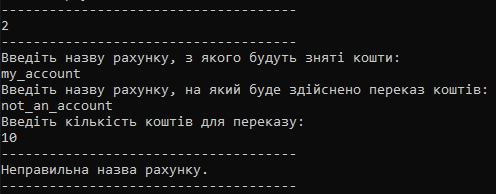 -------------------------------------
2
-------------------------------------
Введіть назву рахунку, з якого будуть зняті кошти:
my_account
Введіть назву рахунку, на який буде здійснено переказ коштів:
not_an_account
Введіть кількість коштів для переказу:
10
-------------------------------------
Неправильна назва рахунку.
-------------------------------------